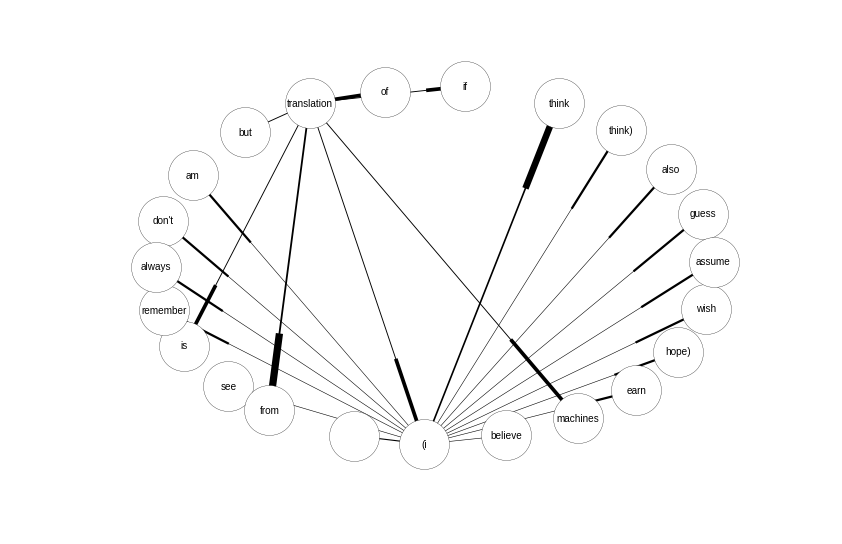 if
of
translation
think
but
think)
also
am
guess
don't
assume
always
wish
remember
is
hope)
see
earn
from
machines
believe
(i